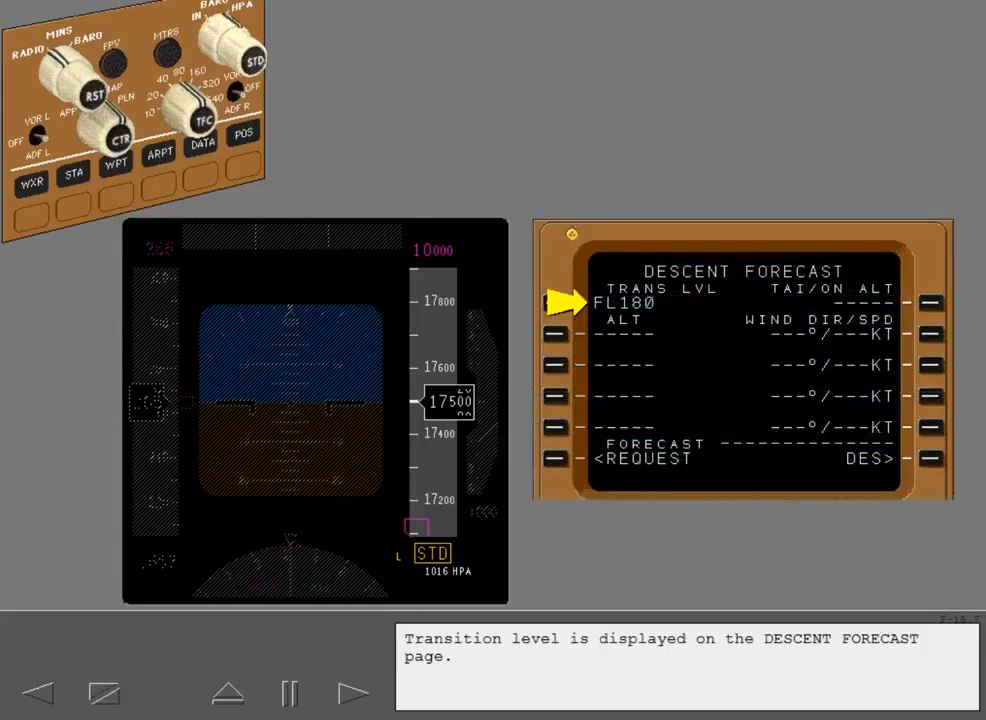 BARO
IN HPA
MINS
RADIO BARO
FPV
MTRS
STD
RST
VOR L
OFF
ADF L
APP
PLN
CTR
10 20 40 80 160 320 640
TFC
OFF
ADF R
WXR STA WPT ARPT DATA POS
10000
17800
17600
17500
17400
17200
L STD
1016 HPA
DESCENT FORECAST
TRANS LVL TAI/ON ALT
FL180 -----
ALT WIND DIR/SPD
----- ---°/---KT
----- ---°/---KT
----- ---°/---KT
----- ---°/---KT
FORECAST ----------------
<REQUEST DES>
Transition level is displayed on the DESCENT FORECAST
page.